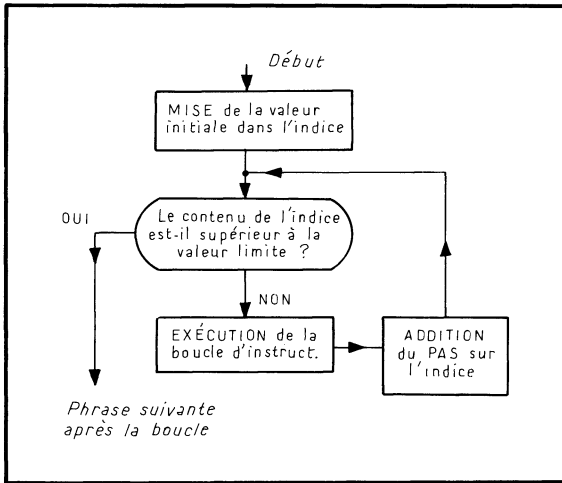 Début
MISE de la valeur
initiale dans l'indice
Le contenu de l'indice
est-il supérieur à la
valeur limite ?
OUI
NON
EXÉCUTION de la
boucle d'instruct.
ADDITION
du PAS sur
l'indice
Phrase suivante
après la boucle